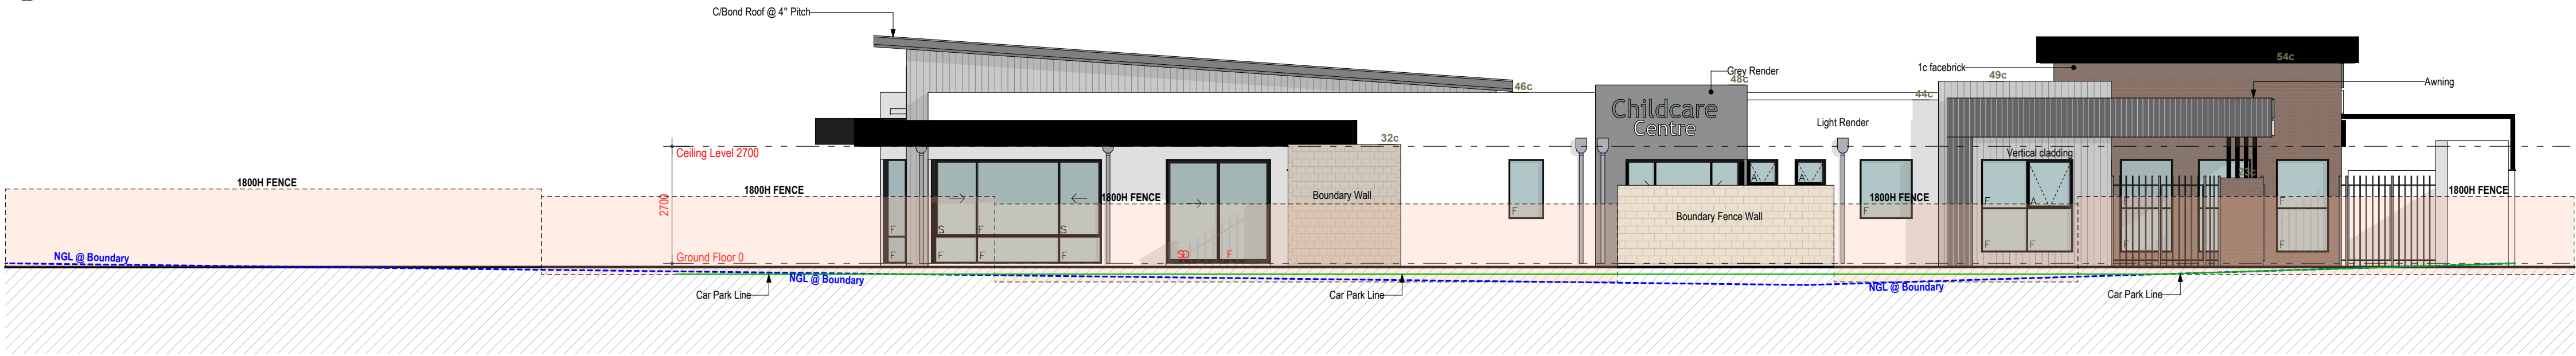 C/Bond Roof @ 4° Pitch
54c
Grey Render
1c facebrick
49c
48c
46c
44c
Awning
Childcare
Centre
Light Render
32c
Ceiling Level 2700
Vertical cladding
1800H FENCE
1800H FENCE
1800H FENCE
1800H FENCE
1800H FENCE
2700
Boundary Wall
Boundary Fence Wall
A
A
F
F
F
A
F
F
F
23c
F
S
F
S
F
F
F
F
SD
F
F
F
F
F
NGL @ Boundary
Ground Floor 0
NGL @ Boundary
NGL @ Boundary
Car Park Line
Car Park Line
Car Park Line